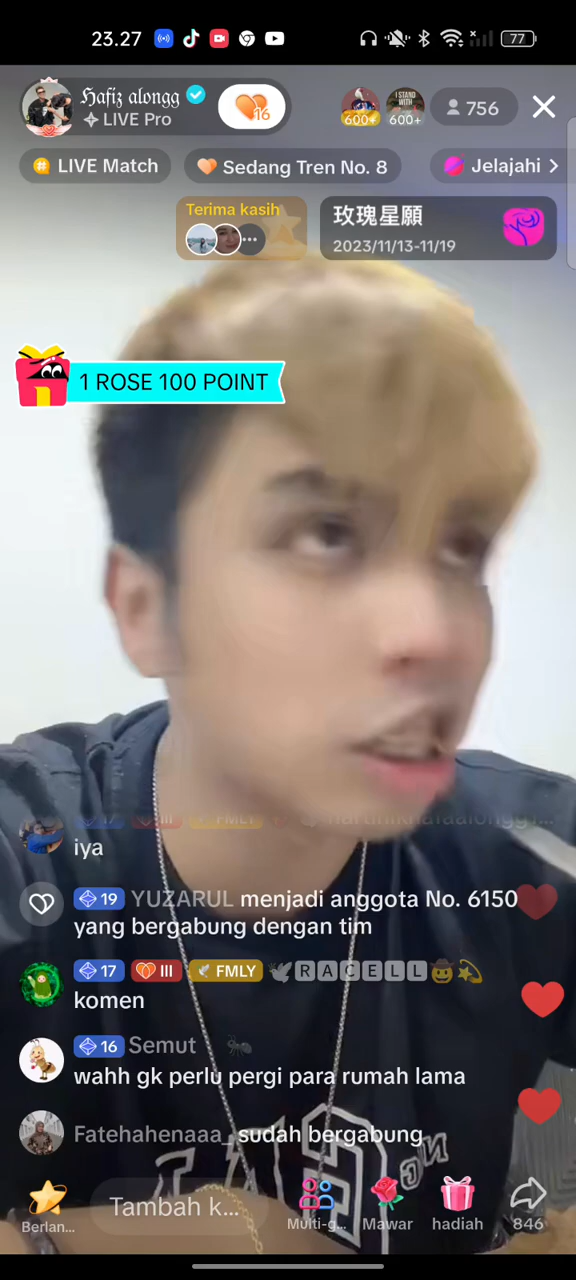 23.27
77
Hafiz alongg
LIVE Pro
16
600+
I STAND
WITH
600+
756
LIVE Match
Sedang Tren No. 8
Jelajahi
Terima kasih
玫瑰星願
2023/11/13-11/19
1 ROSE 100 POINT
iya
19 YUZARUL menjadi anggota No. 6150
yang bergabung dengan tim
17 III FMLY RACELL
komen
16 Semut
wahh gk perlu pergi para rumah lama
Fatehahenaaa_ sudah bergabung
Tambah k...
Berlan...
Multi-g...
Mawar
hadiah
846